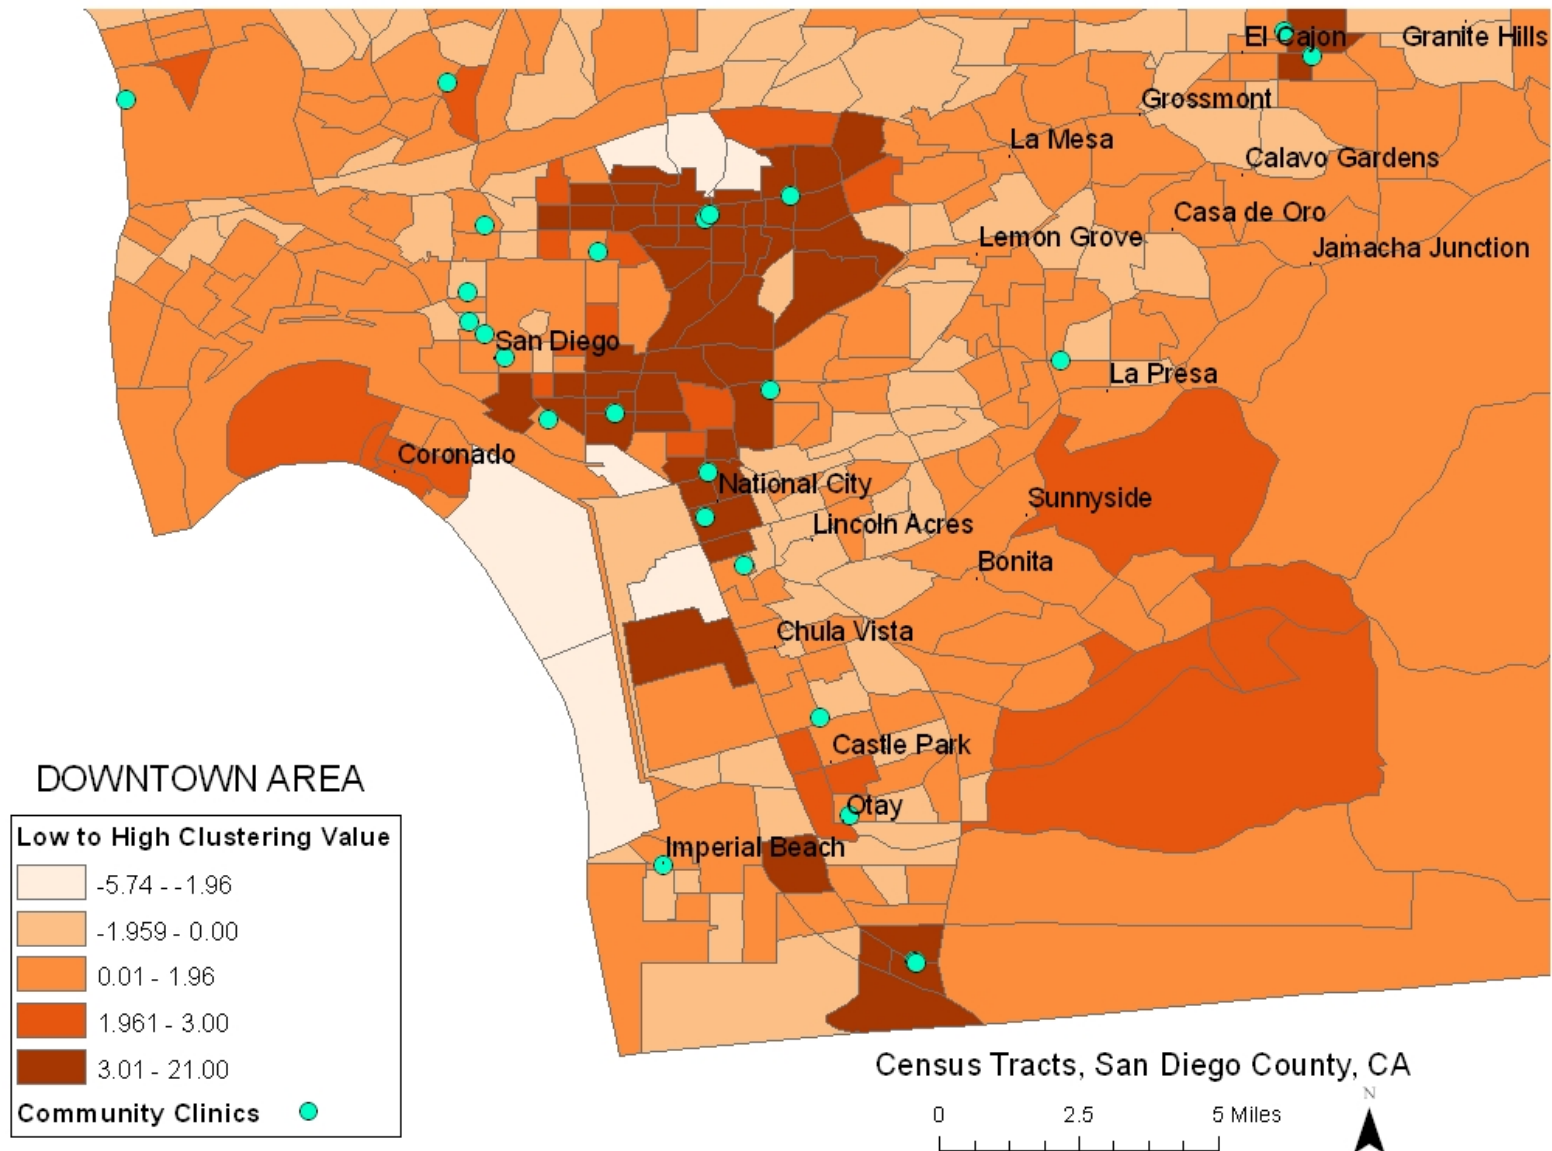 El Cajon
Granite Hills
Grossmont
La Mesa
Calavo Gardens
Casa de Oro
Lemon Grove
Jamacha Junction
San Diego
La Presa
Coronado
National City
Sunnyside
Lincoln Acres
Bonita
Chula Vista
Castle Park
Otay
Imperial Beach
DOWNTOWN AREA
Low to High Clustering Value
-5.74 - -1.96
-1.959 - 0.00
0.01 - 1.96
1.961 - 3.00
3.01 - 21.00
Community Clinics
Census Tracts, San Diego County, CA
N
0 2.5 5 Miles